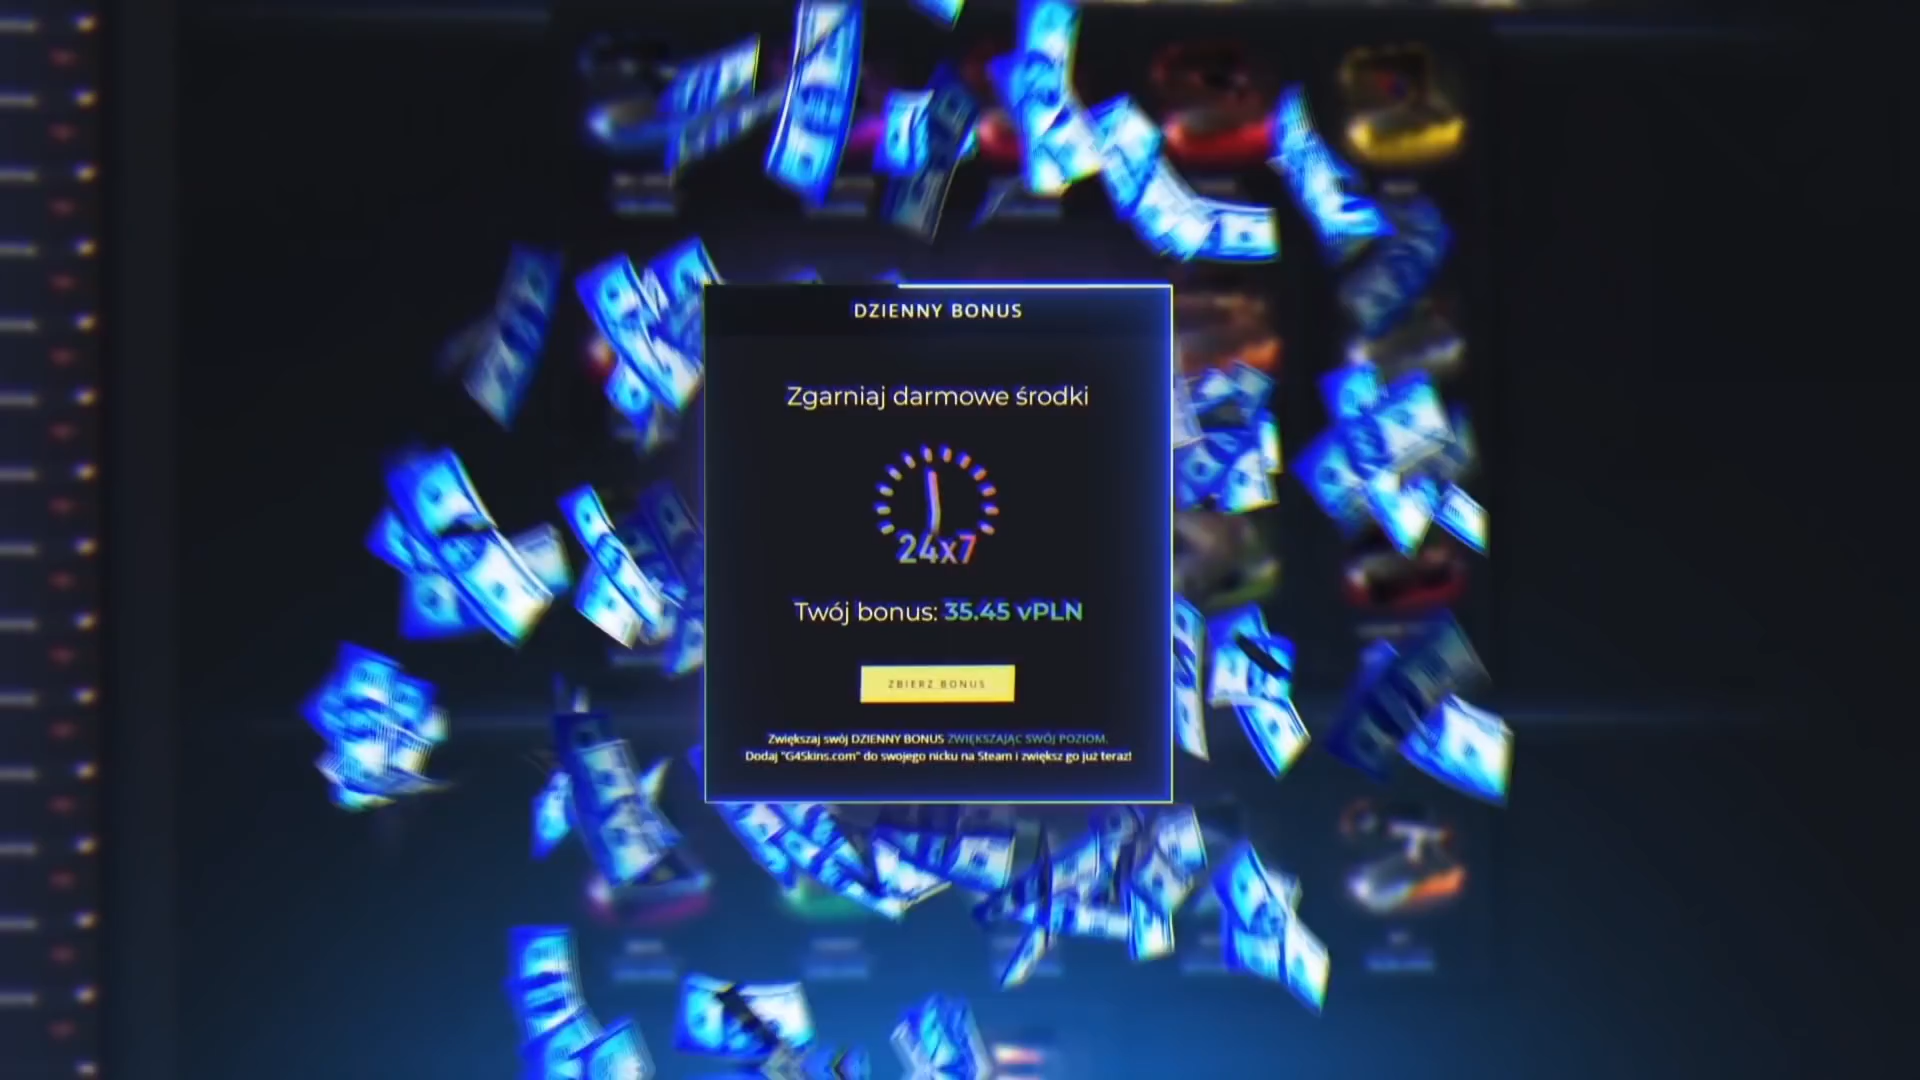 DZIENNY BONUS
Zgarniaj darmowe środki
24x7
Twój bonus: 35.45 vPLN
ZBIERZ BONUS
Zwiększaj swój DZIENNY BONUS ZWIĘKSZAJĄC SWÓJ POZIOM.
Dodaj "G4Skins.com" do swojego nicku na Steam i zwiększ go już teraz!